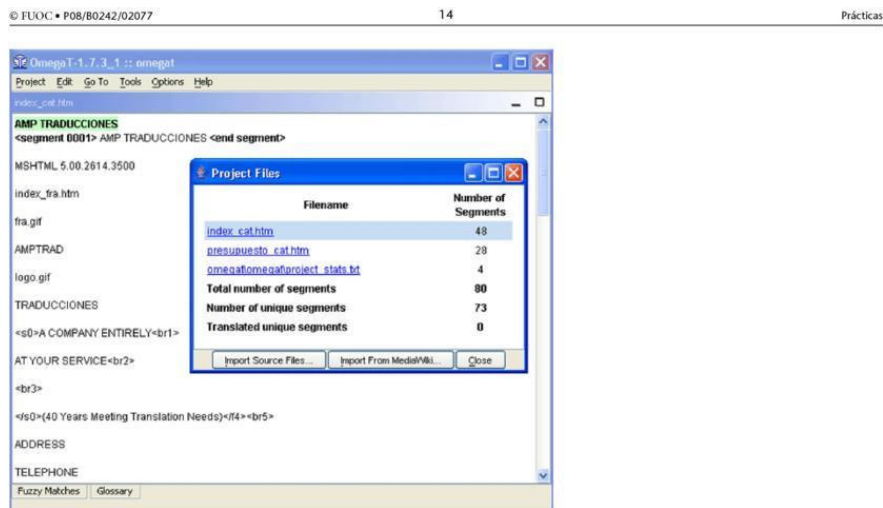 © FUOC • P08/B0242/02077 14 Prácticas
OmegaT-1.7.3_1 :: omegat
Project Edit Go To Tools Options Help
index_cat.htm
AMP TRADUCCIONES
<segment 0001> AMP TRADUCCIONES <end segment>
MSHTML 5.00.2614.3500
index_fra.htm
fra.gif
AMPTRAD
logo.gif
TRADUCCIONES
<s0>A COMPANY ENTIRELY<br1>
AT YOUR SERVICE<br2>
<br3>
</s0>(40 Years Meeting Translation Needs)</f4><br5>
ADDRESS
TELEPHONE
Fuzzy Matches Glossary
Project Files
Filename Number of Segments
index_cat.htm 48
presupuesto_cat.htm 28
omegat\omegat\project_stats.txt 4
Total number of segments 80
Number of unique segments 73
Translated unique segments 0
Import Source Files... Import From MediaWiki... Close